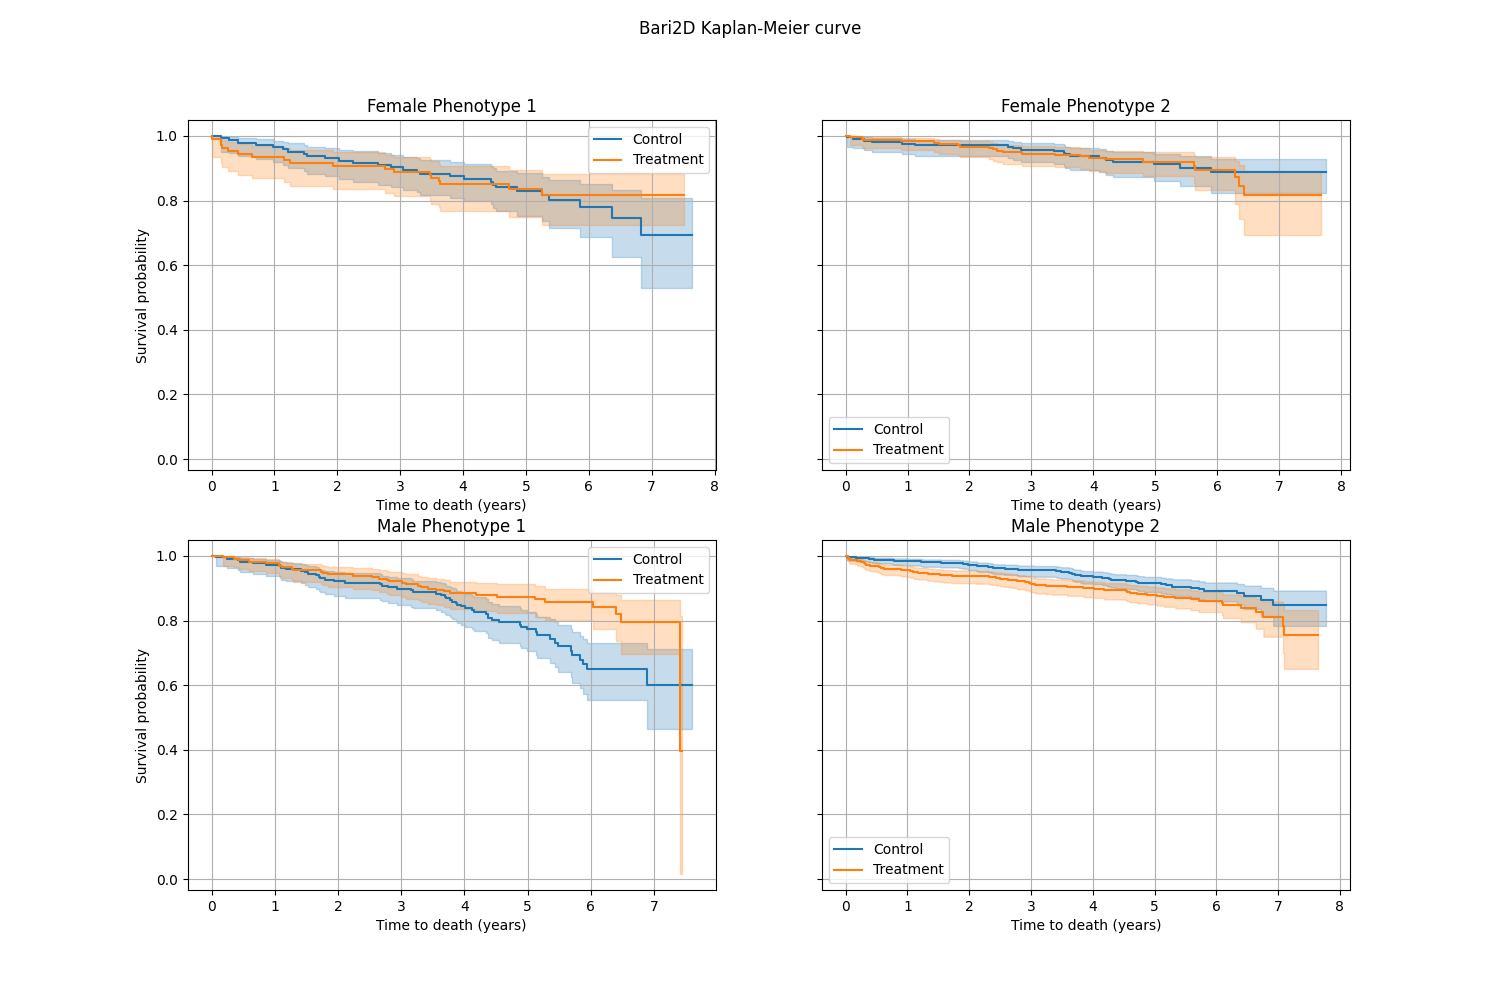 Bari2D Kaplan-Meier curve
Female Phenotype 1
Control
Treatment
1.0
0.8
0.6
0.4
0.2
0.0
Survival probability
0 1 2 3 4 5 6 7 8
Time to death (years)
Female Phenotype 2
Control
Treatment
0 1 2 3 4 5 6 7 8
Time to death (years)
Male Phenotype 1
Control
Treatment
1.0
0.8
0.6
0.4
0.2
0.0
Survival probability
0 1 2 3 4 5 6 7
Time to death (years)
Male Phenotype 2
Control
Treatment
0 1 2 3 4 5 6 7 8
Time to death (years)